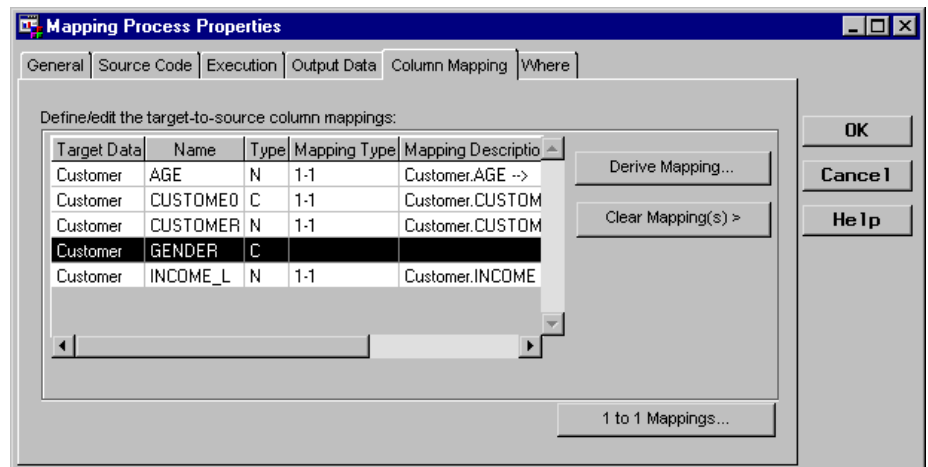 Mapping Process Properties
General Source Code Execution Output Data Column Mapping Where
Define/edit the target-to-source column mappings:
Target Data Name Type Mapping Type Mapping Descriptio
Customer AGE N 1-1 Customer.AGE -->
Customer CUSTOME0 C 1-1 Customer.CUSTOM
Customer CUSTOMER N 1-1 Customer.CUSTOM
Customer GENDER C
Customer INCOME_L N 1-1 Customer.INCOME
Derive Mapping...
Clear Mapping(s) >
1 to 1 Mappings...
OK
Cancel
Help